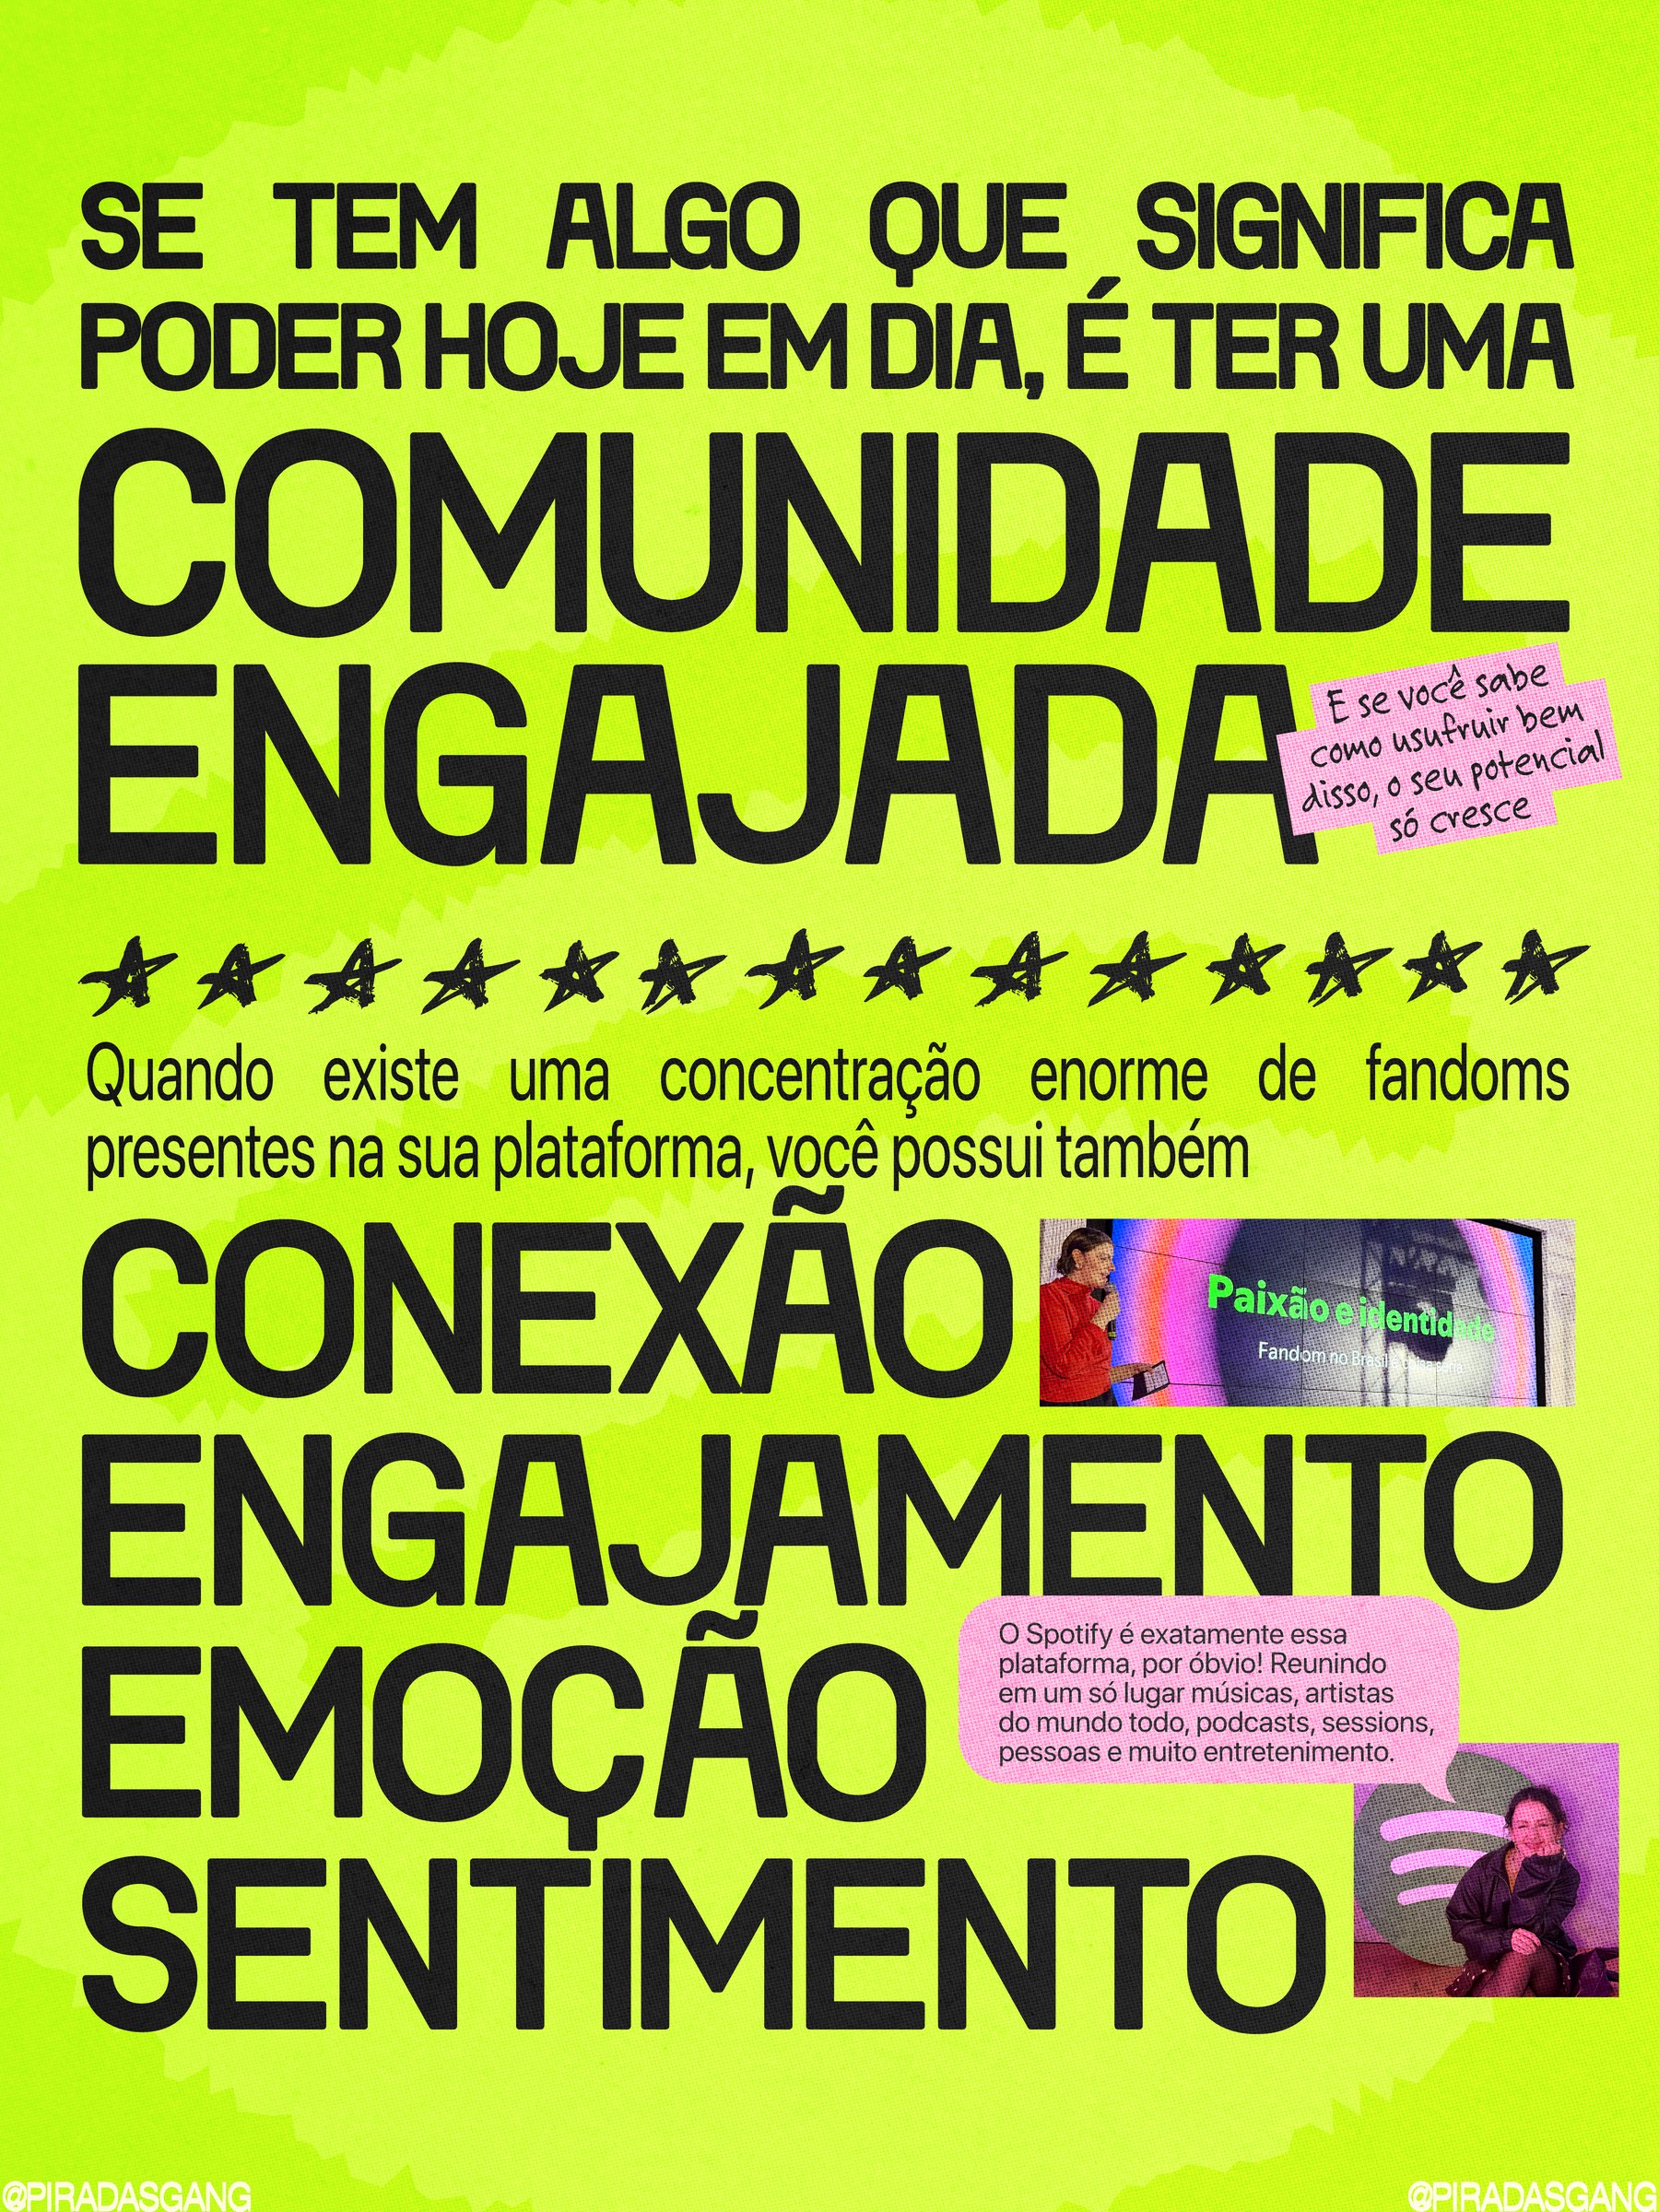 SE TEM ALGO QUE SIGNIFICA
PODER HOJE EM DIA, É TER UMA
COMUNIDADE
ENGAJADA
E se você sabe
como usufruir bem
disso, o seu potencial
só cresce
Quando existe uma concentração enorme de fandoms
presentes na sua plataforma, você possui também
CONEXÃO
Paixão e identidade
Fandom no Brasil
ENGAJAMENTO
EMOÇÃO
O Spotify é exatamente essa
plataforma, por óbvio! Reunindo
em um só lugar músicas, artistas
do mundo todo, podcasts, sessions,
pessoas e muito entretenimento.
SENTIMENTO
@PIRADASGANG
@PIRADASGANG